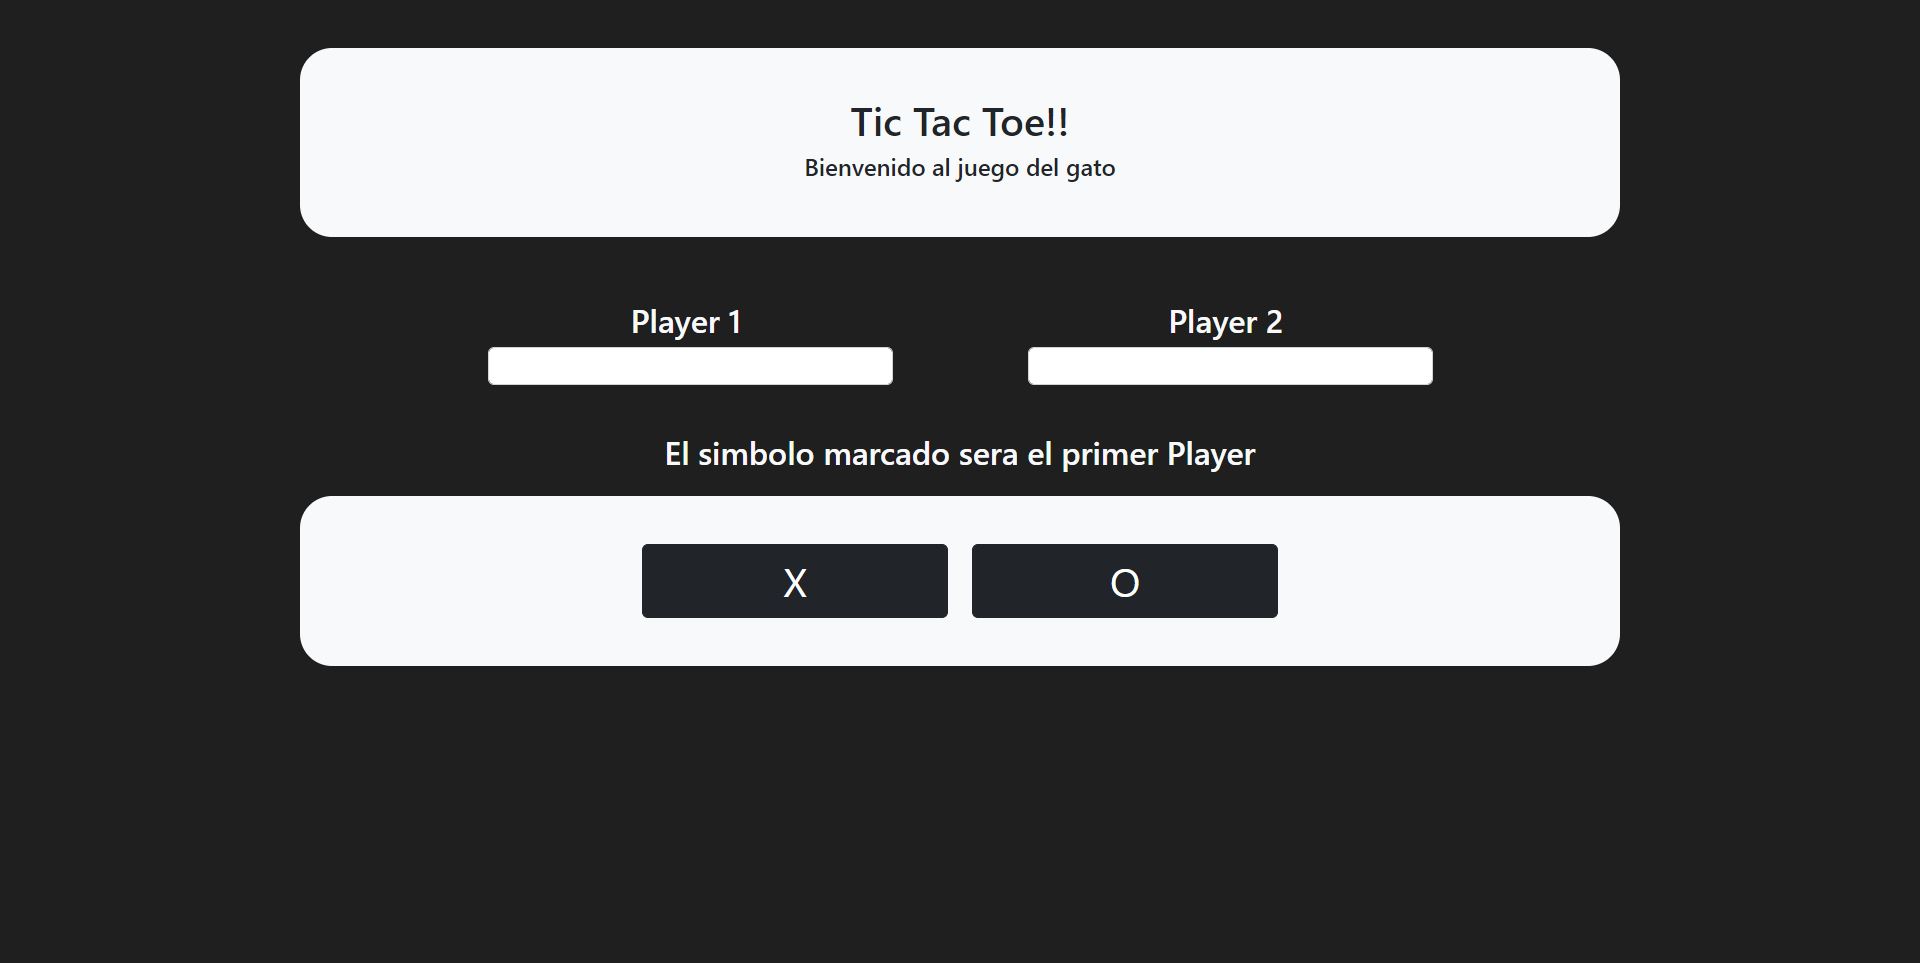 Tic Tac Toe!!
Bienvenido al juego del gato
Player 1
Player 2
El simbolo marcado sera el primer Player
X
O